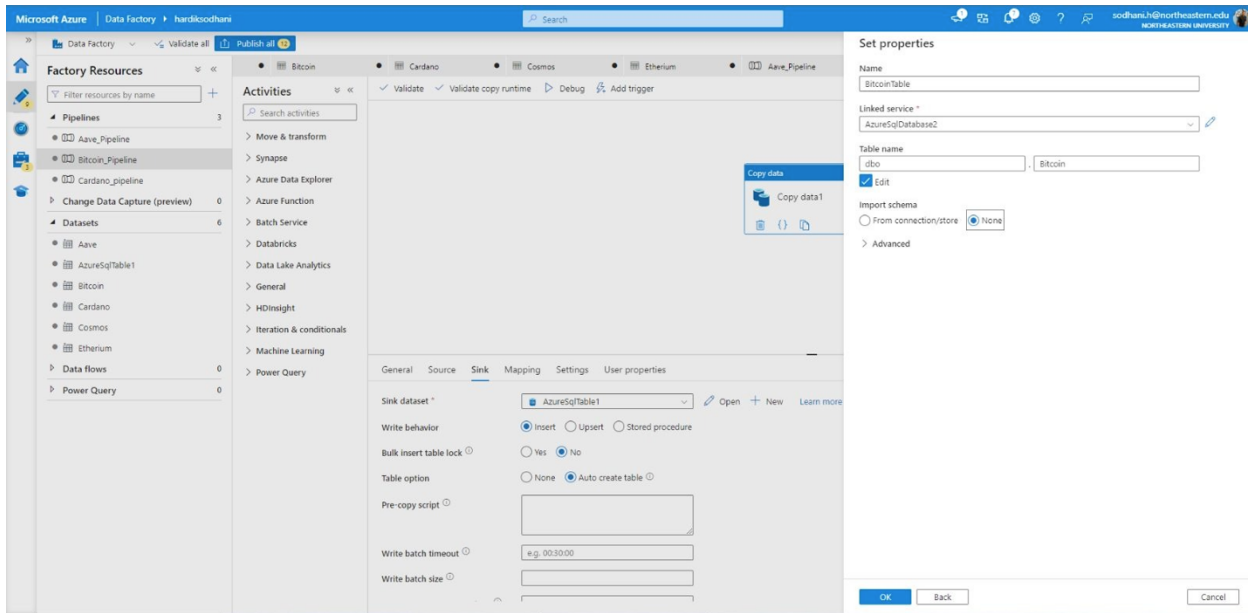 Microsoft Azure | Data Factory ▸ hardiksodhani
Search
sodhani.h@northeastern.edu
NORTHEASTERN UNIVERSITY
Data Factory
Validate all
Publish all 12
Factory Resources
Filter resources by name
Pipelines 3
Aave_Pipeline
Bitcoin_Pipeline
Cardano_pipeline
Change Data Capture (preview) 0
Datasets 6
Aave
AzureSqlTable1
Bitcoin
Cardano
Cosmos
Etherium
Data flows 0
Power Query 0
Bitcoin
Cardano
Cosmos
Etherium
Aave_Pipeline
Activities
Search activities
Move & transform
Synapse
Azure Data Explorer
Azure Function
Batch Service
Databricks
Data Lake Analytics
General
HDInsight
Iteration & conditionals
Machine Learning
Power Query
Validate
Validate copy runtime
Debug
Add trigger
Copy data
Copy data1
General Source Sink Mapping Settings User properties
Sink dataset * AzureSqlTable1 Open + New Learn more
Write behavior Insert Upsert Stored procedure
Bulk insert table lock Yes No
Table option None Auto create table
Pre-copy script
Write batch timeout e.g. 00:30:00
Write batch size
Set properties
Name
BitcoinTable
Linked service *
AzureSqlDatabase2
Table name
dbo . Bitcoin
Edit
Import schema
From connection/store None
Advanced
OK Back Cancel